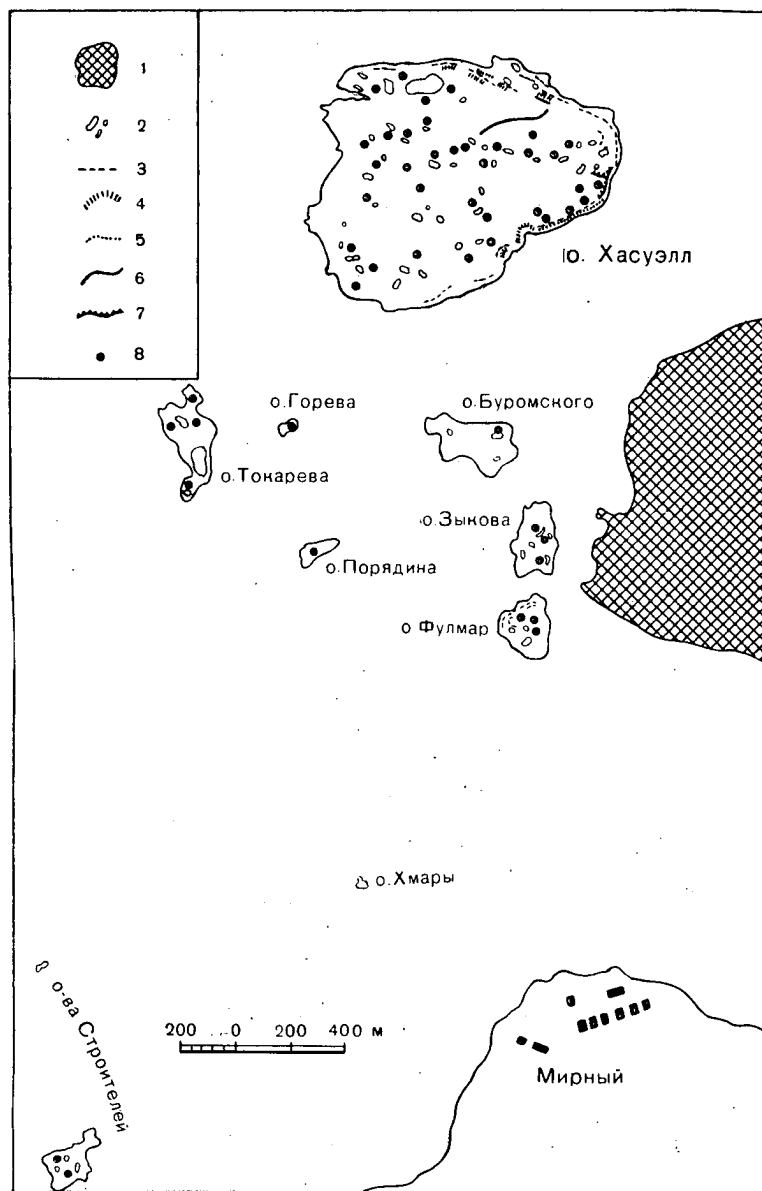 1
2
3
4
5
6
7
8
о. Хасуэлл
о.Горева
о.Буромского
о.Токарева
о.Зыкова
о.Порядина
о Фулмар
о.Хмары
о-ва Строителей
200 0 200 400 м
Мирный